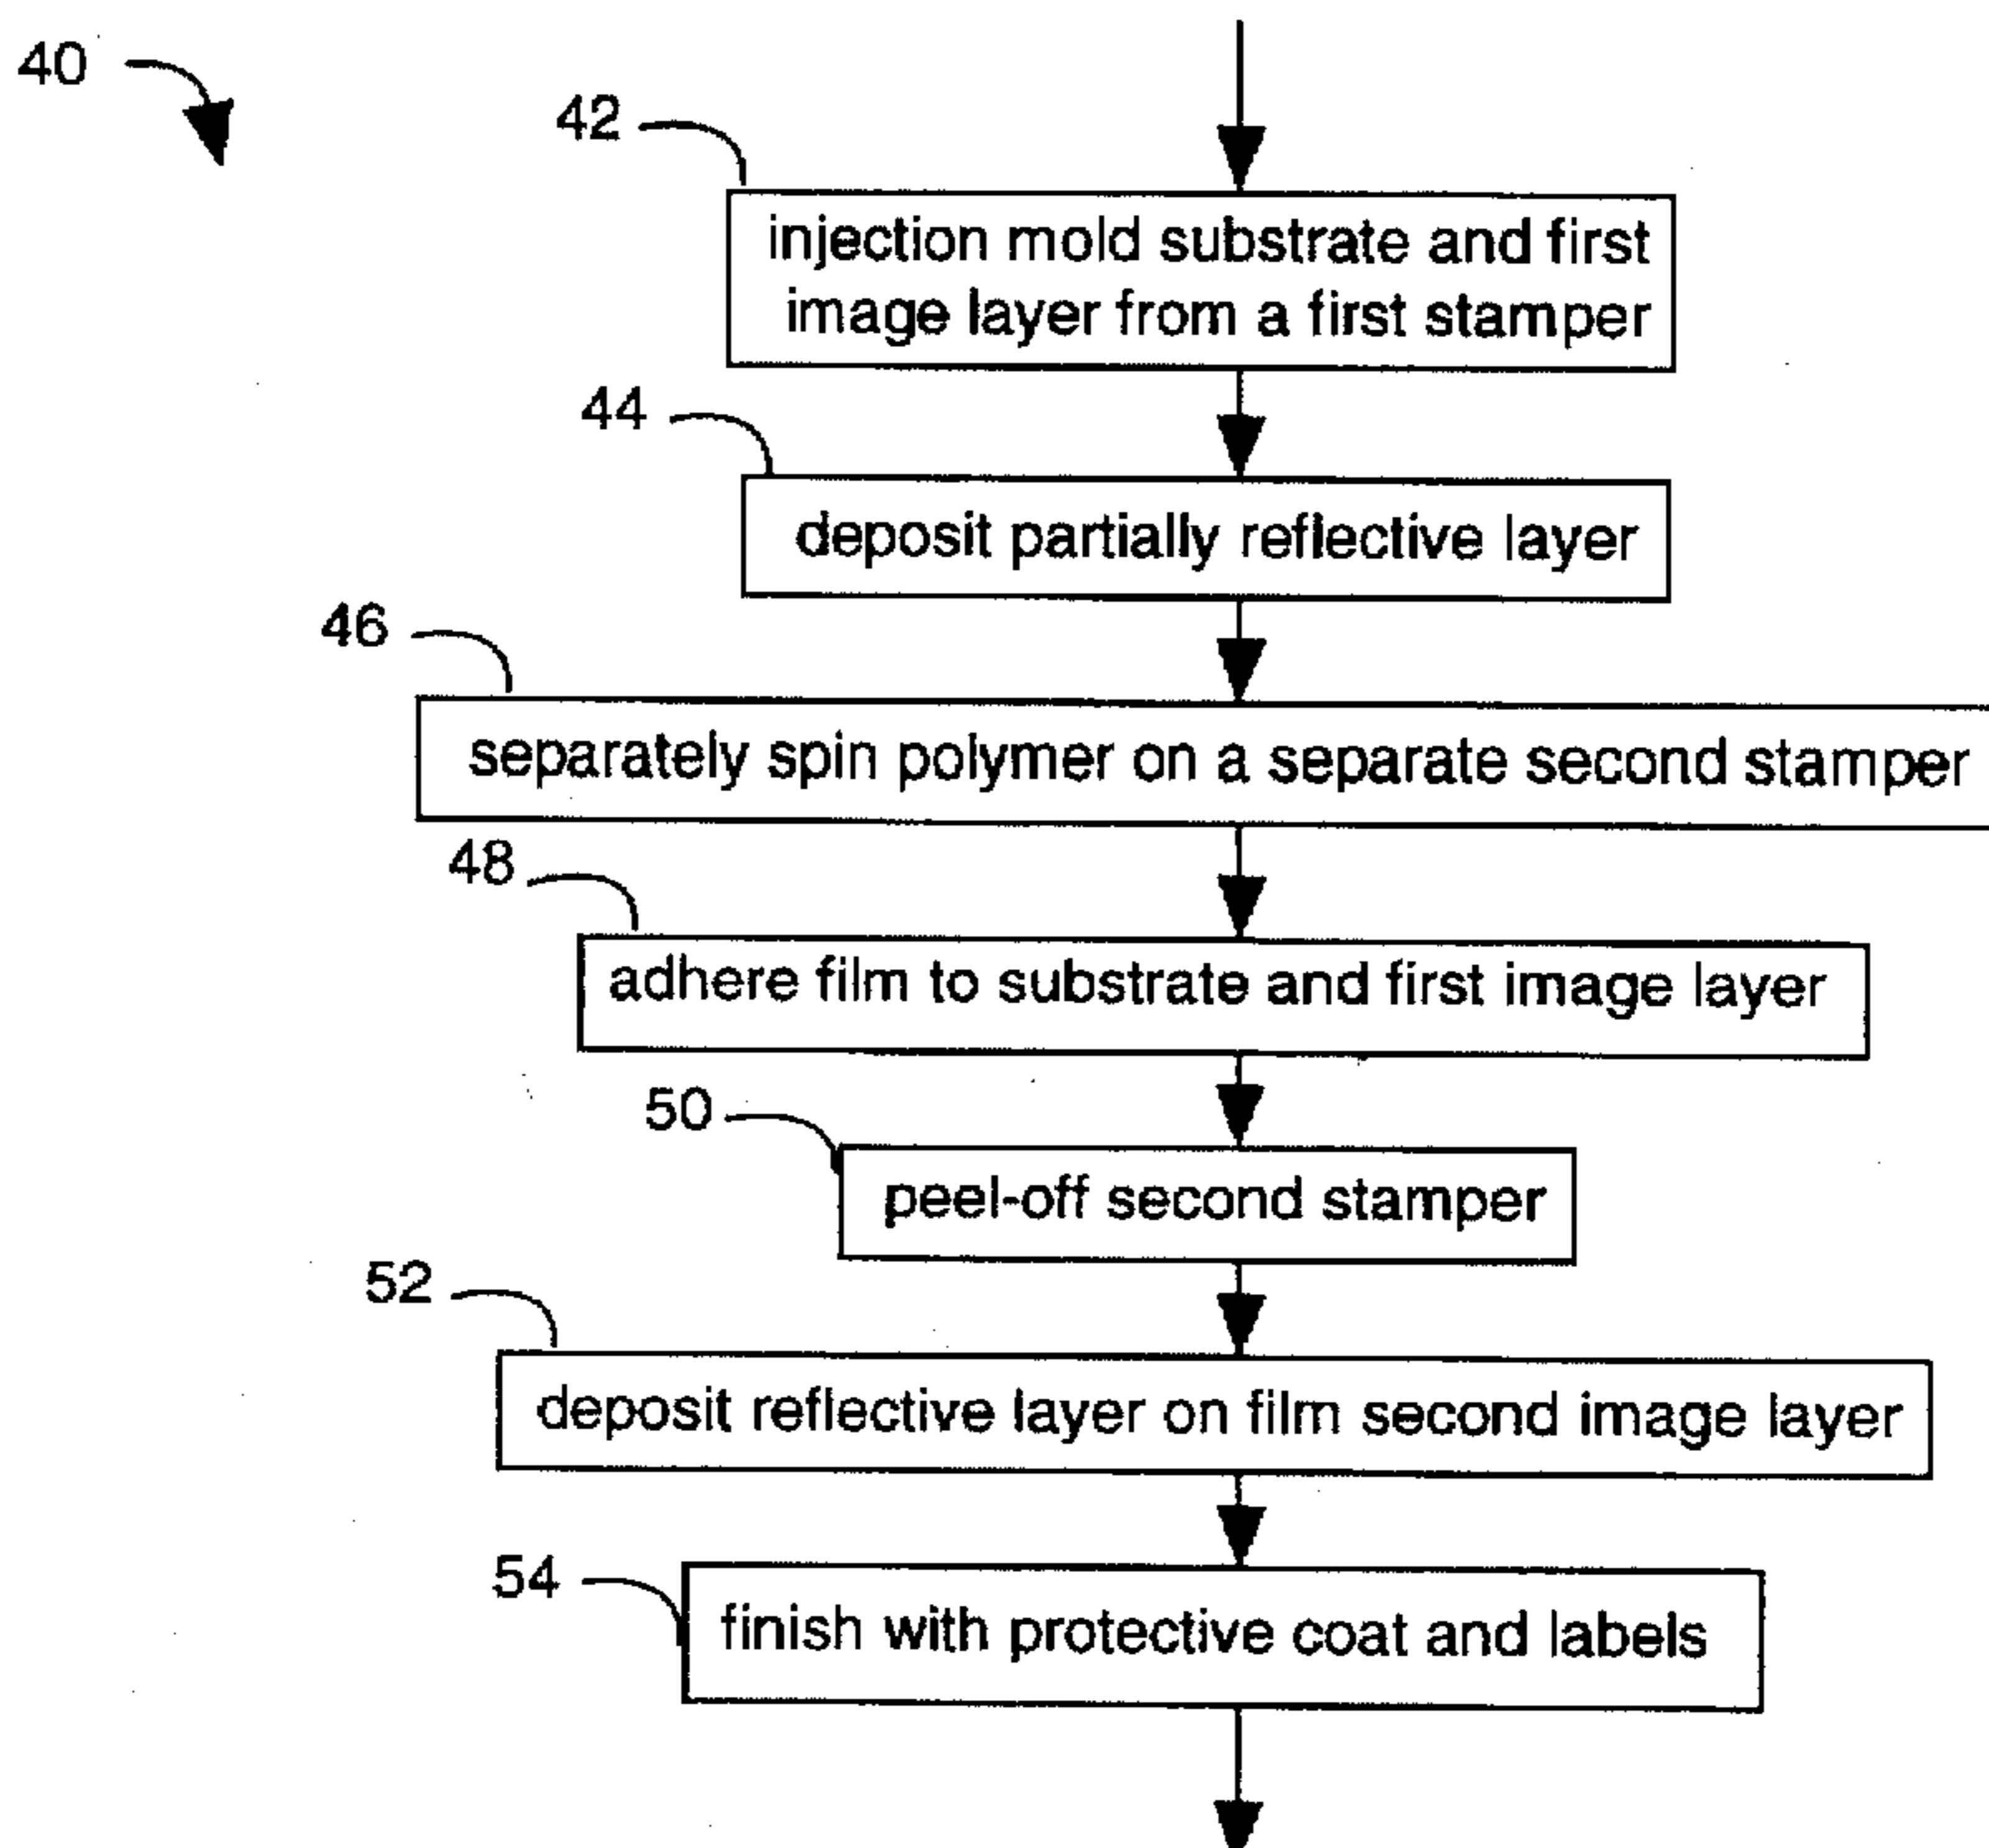 40
42
injection mold substrate and first
image layer from a first stamper
44
deposit partially reflective layer
46
separately spin polymer on a separate second stamper
48
adhere film to substrate and first image layer
50
peel-off second stamper
52
deposit reflective layer on film second image layer
54
finish with protective coat and labels